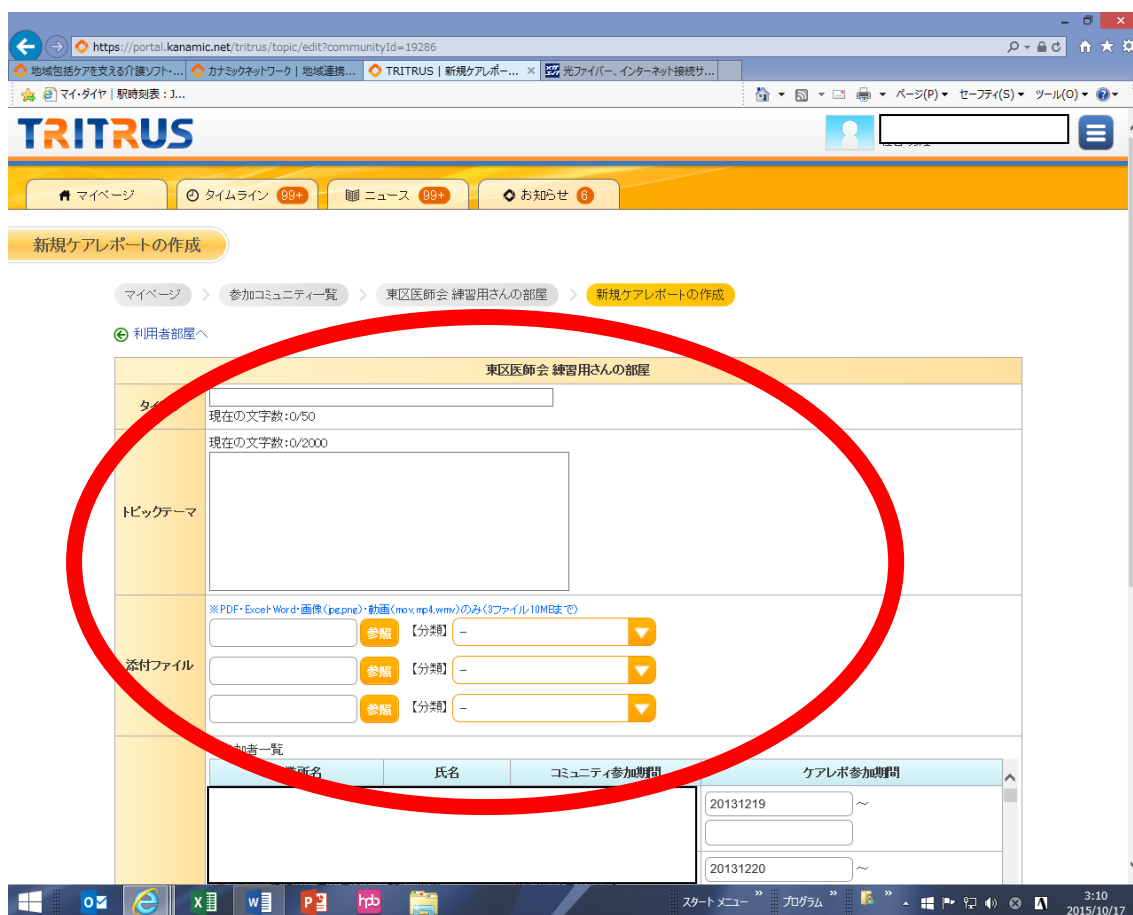 https://portal.kanamic.net/tritrus/topic/edit?communityId=19286
地域包括ケアを支える介護ソフト・...
カナミックネットワーク | 地域連携...
TRITRUS | 新規ケアレポー...
光ファイバー、インターネット接続サ...
マイ・ダイヤ | 駅時刻表 : J...
ページ(P)
セーフティ(S)
ツール(O)
TRITRUS
マイページ
タイムライン 99+
ニュース 99+
お知らせ 6
新規ケアレポートの作成
マイページ > 参加コミュニティ一覧 > 東区医師会 練習用さんの部屋 > 新規ケアレポートの作成
利用者部屋へ
東区医師会 練習用さんの部屋
現在の文字数:0/50
現在の文字数:0/2000
トピックテーマ
※PDF・Excel・Word・画像(jpg,png)・動画(mov,mp4,wmv)のみ(3ファイル10MBまで)
参照 【分類】 -
添付ファイル
参照 【分類】 -
参照 【分類】 -
加者一覧
業所名
氏名
コミュニティ参加期間
ケアレポ参加期間
20131219 ～
20131220 ～
スタート メニュー
プログラム
3:10
2015/10/17